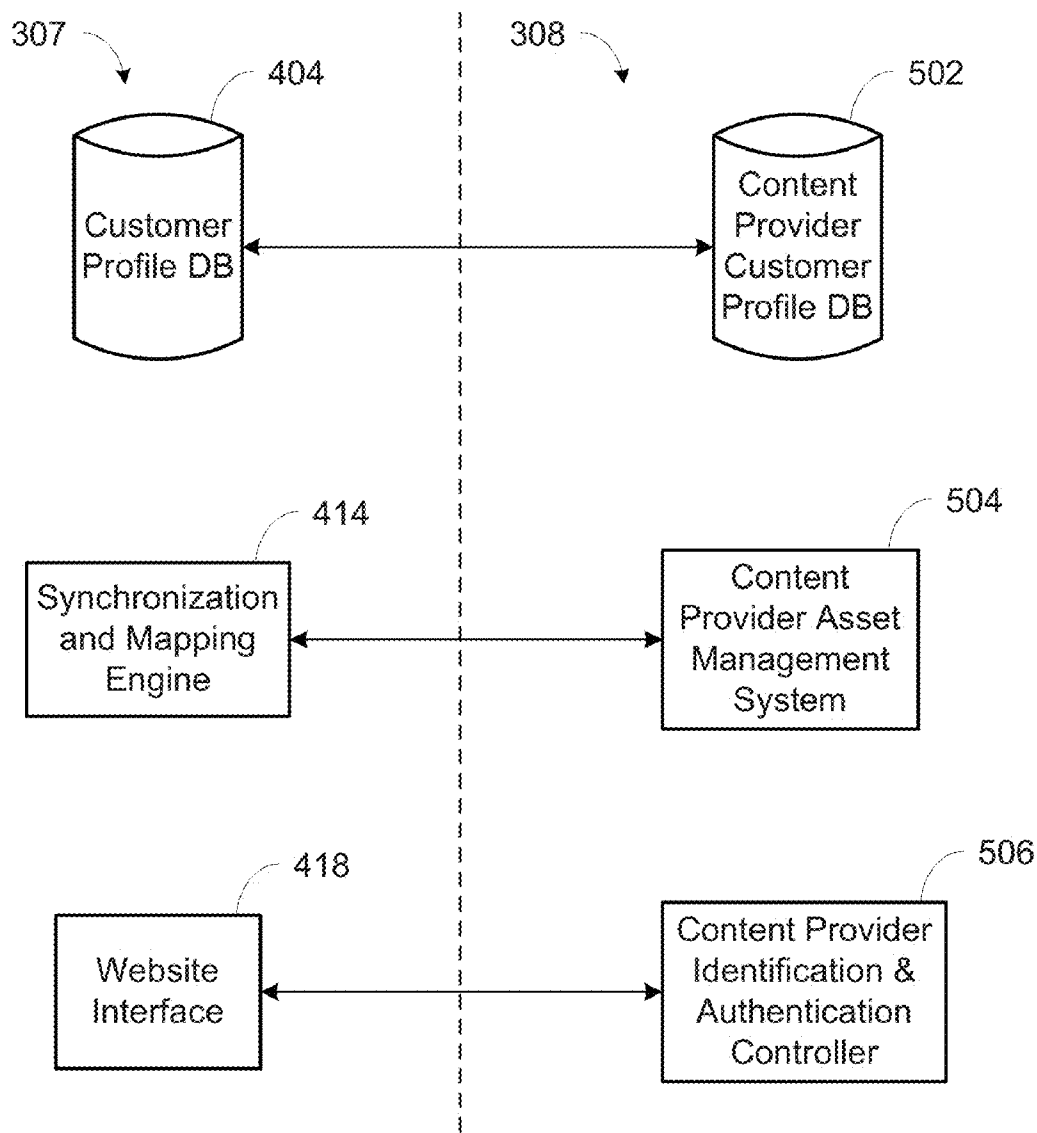 307
308
404
502
Customer
Profile DB
Content
Provider
Customer
Profile DB
414
504
Synchronization
and Mapping
Engine
Content
Provider Asset
Management
System
418
506
Website
Interface
Content Provider
Identification &
Authentication
Controller